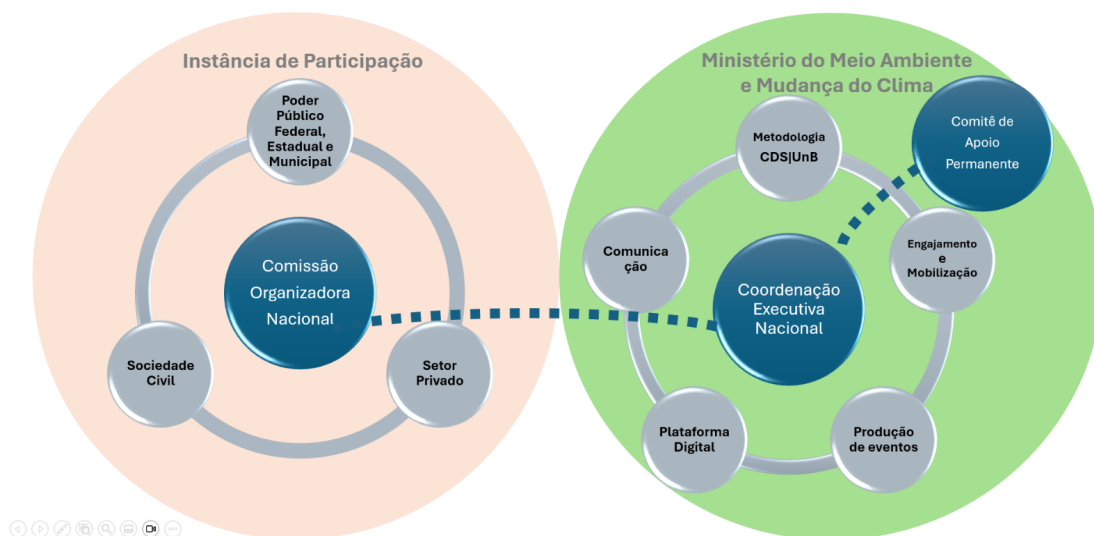 Instância de Participação
Poder
Público
Federal,
Estadual e
Municipal
Comissão
Organizadora
Nacional
Sociedade
Civil
Setor
Privado
Ministério do Meio Ambiente
e Mudança do Clima
Metodologia
CDS|UnB
Comitê de
Apoio
Permanente
Comunica
ção
Engajamento
e
Mobilização
Coordenação
Executiva
Nacional
Plataforma
Digital
Produção
de eventos